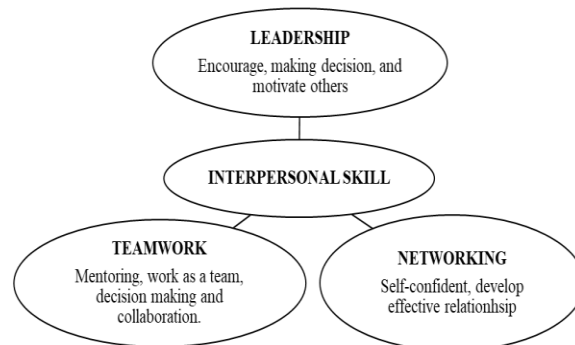 LEADERSHIP
Encourage, making decision, and
motivate others
INTERPERSONAL SKILL
TEAMWORK
Mentoring, work as a team,
decision making and
collaboration.
NETWORKING
Self-confident, develop
effective relationhsip